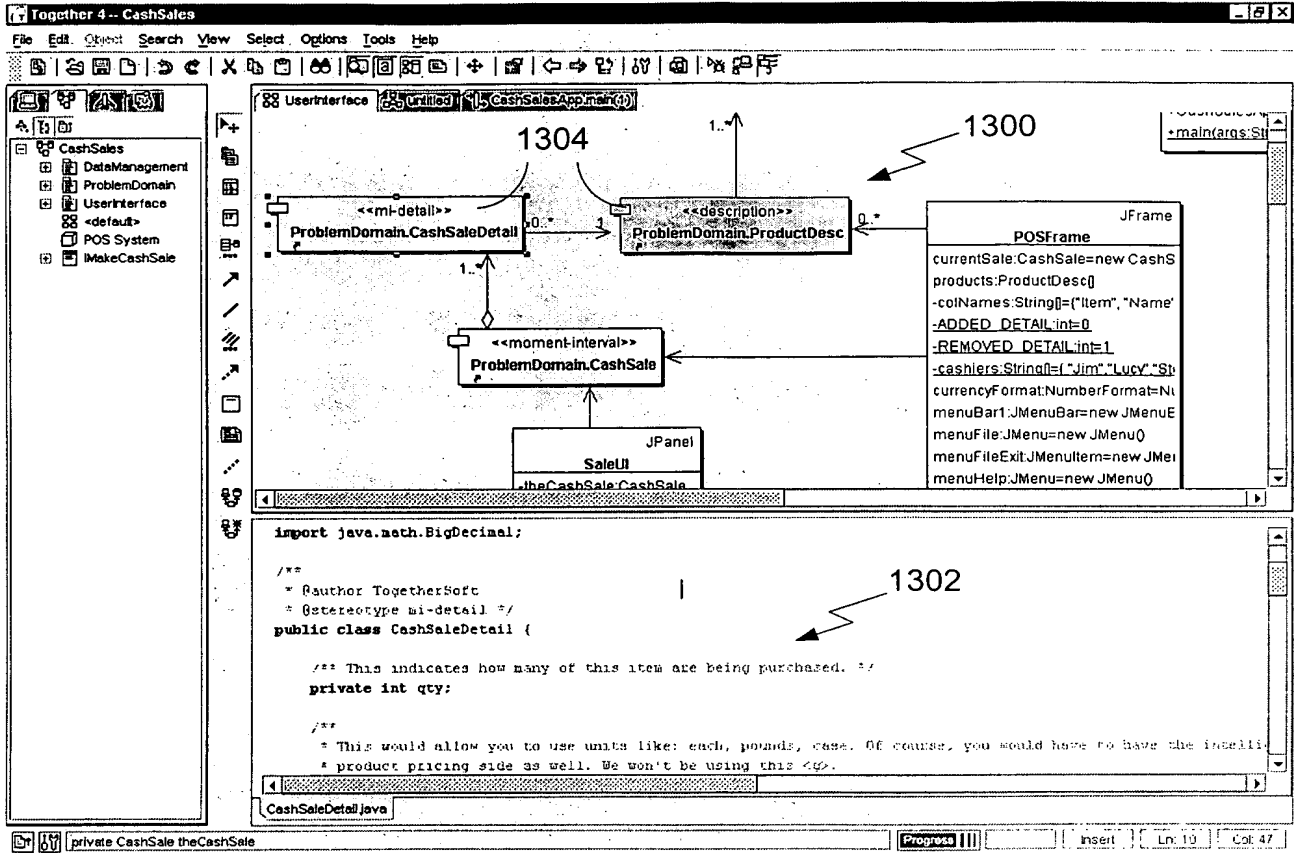 Together 4 -- CashSales
File Edit Object Search View Select Options Tools Help
UserInterface untitled CashSalesApp.main(4)
CashSales
DataManagement
ProblemDomain
UserInterface
<default>
POS System
IMakeCashSale
1304
1..*
1300
+main(args:Str
<<mi-detail>>
ProblemDomain.CashSaleDetail
0..*
1
<<description>>
ProblemDomain.ProductDesc
0..*
1..*
<<moment-interval>>
ProblemDomain.CashSale
JPanel
SaleUI
-theCashSale:CashSale
JFrame
POSFrame
currentSale:CashSale=new CashS
products:ProductDesc[]
-colNames:String[]={"Item", "Name"
-ADDED_DETAIL:int=0
-REMOVED_DETAIL:int=1
-cashiers:String[]={ "Jim","Lucy","St
currencyFormat:NumberFormat=Nu
menuBar1:JMenuBar=new JMenuB
menuFile:JMenu=new JMenu()
menuFileExit:JMenuItem=new JMe
menuHelp:JMenu=new JMenu()
import java.math.BigDecimal;
/**
* @author TogetherSoft
* @stereotype mi-detail */
public class CashSaleDetail {
1302
/** This indicates how many of this item are being purchased. */
private int qty;
/**
* This would allow you to use units like: each, pounds, case. Of course, you would have to have the intelli
* product pricing side as well. We won't be using this
CashSaleDetail.java
private CashSale theCashSale
Progress
Insert
Ln: 19
Col: 47